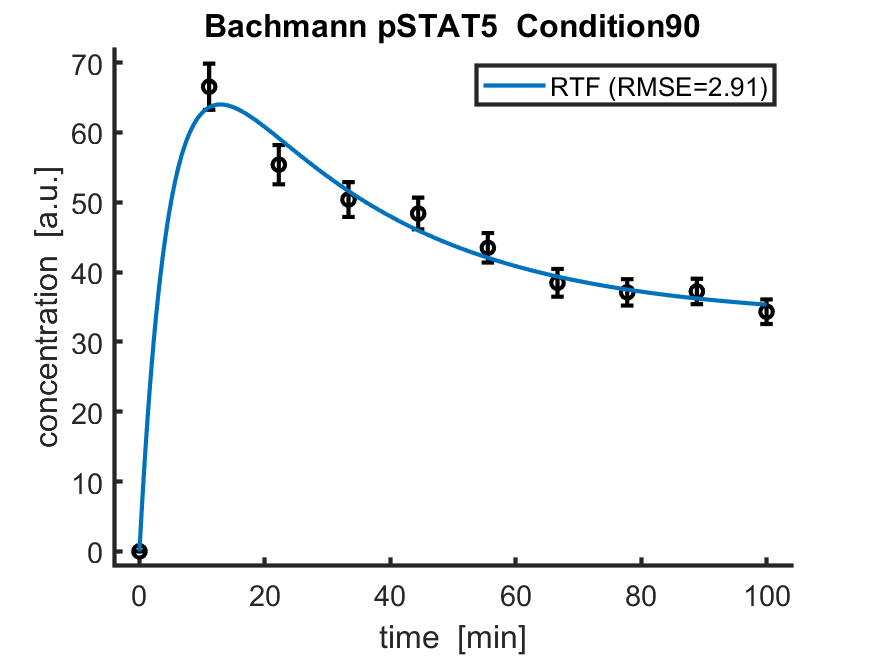 Bachmann pSTAT5  Condition90
RTF (RMSE=2.91)
70
60
50
40
30
20
10
0
concentration  [a.u.]
0 20 40 60 80 100
time  [min]